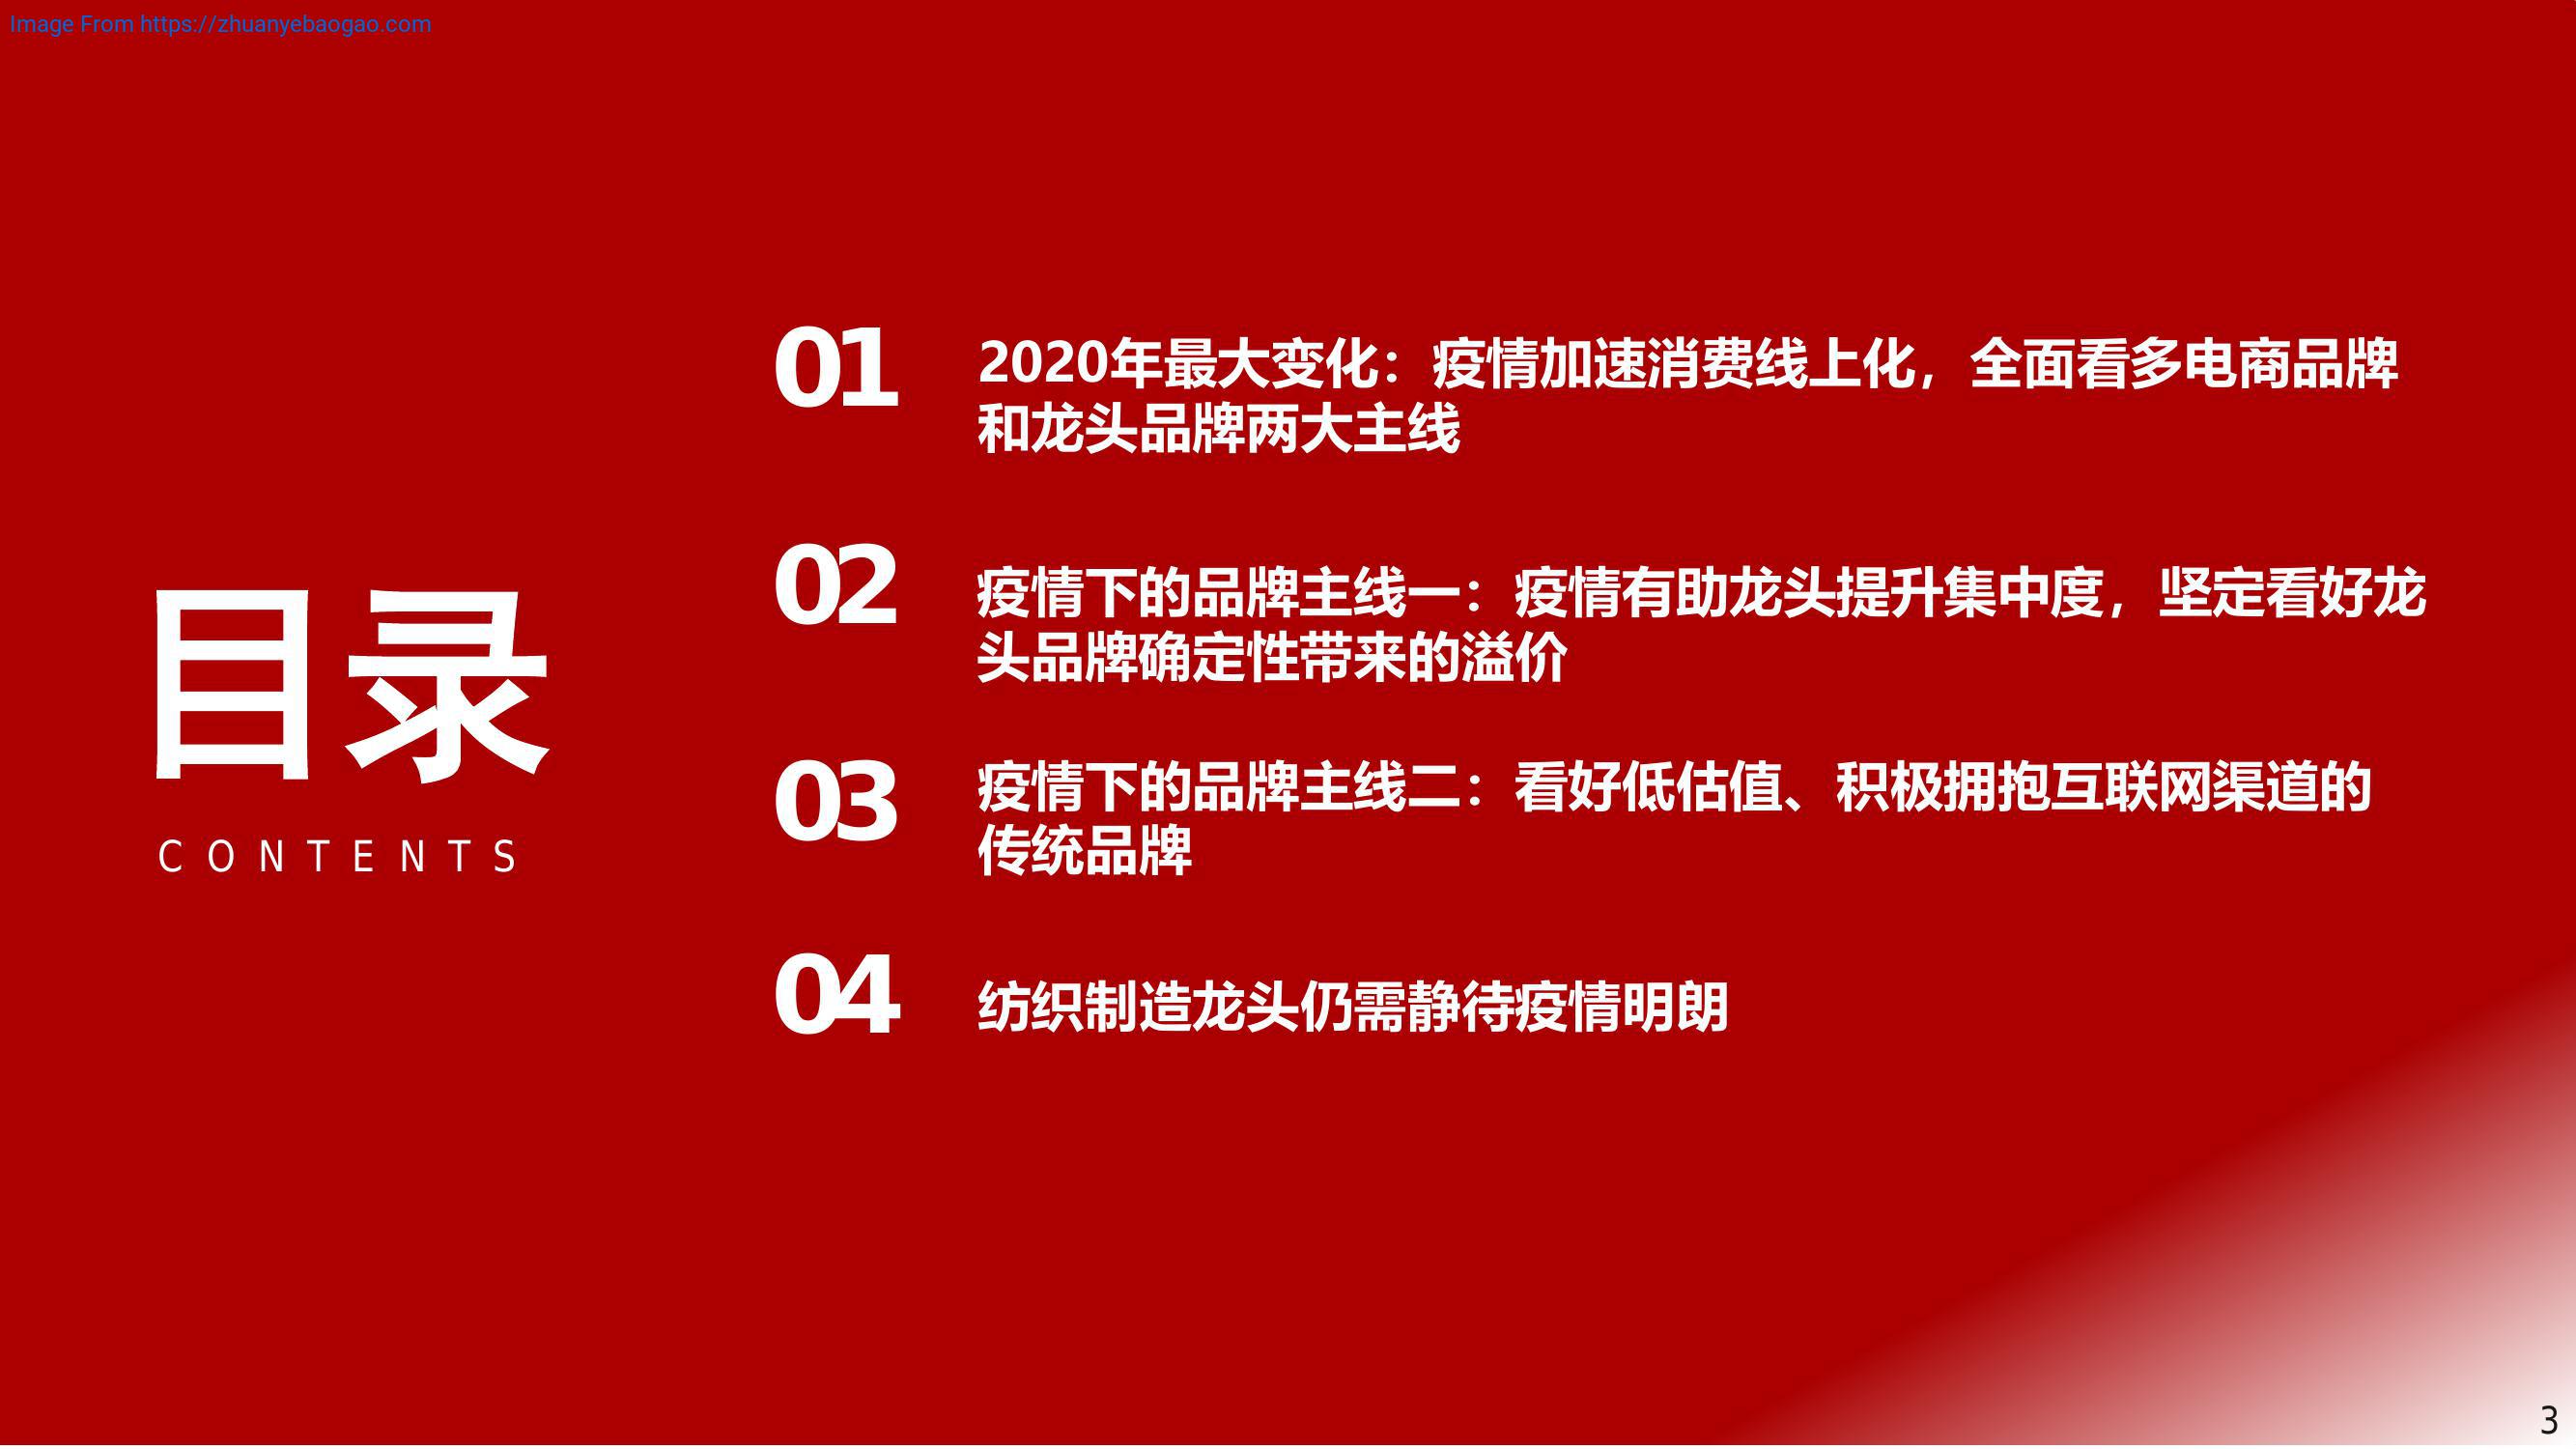 Image From https://zhuanyebaogao.com
目录
CONTENTS
01
2020年最大变化：疫情加速消费线上化，全面看多电商品牌
和龙头品牌两大主线
02
疫情下的品牌主线一：疫情有助龙头提升集中度，坚定看好龙
头品牌确定性带来的溢价
03
疫情下的品牌主线二：看好低估值、积极拥抱互联网渠道的
传统品牌
04
纺织制造龙头仍需静待疫情明朗
3